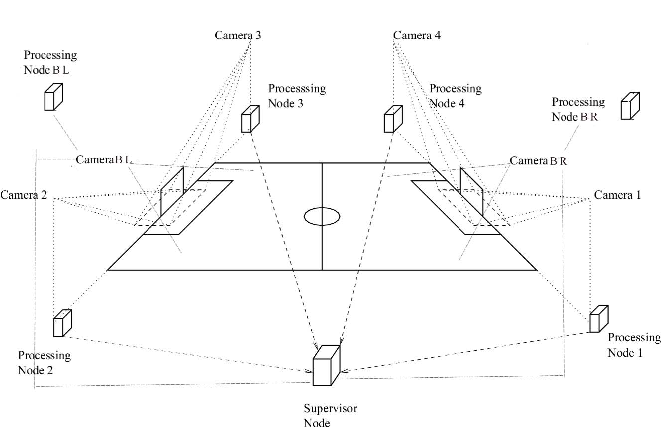 Camera 3
Camera 4
Processing
Node B L
Processsing
Node 3
Processing
Node 4
Processing
Node B R
Camera B L
Camera B R
Camera 2
Camera 1
Processing
Node 2
Processing
Node 1
Supervisor
Node